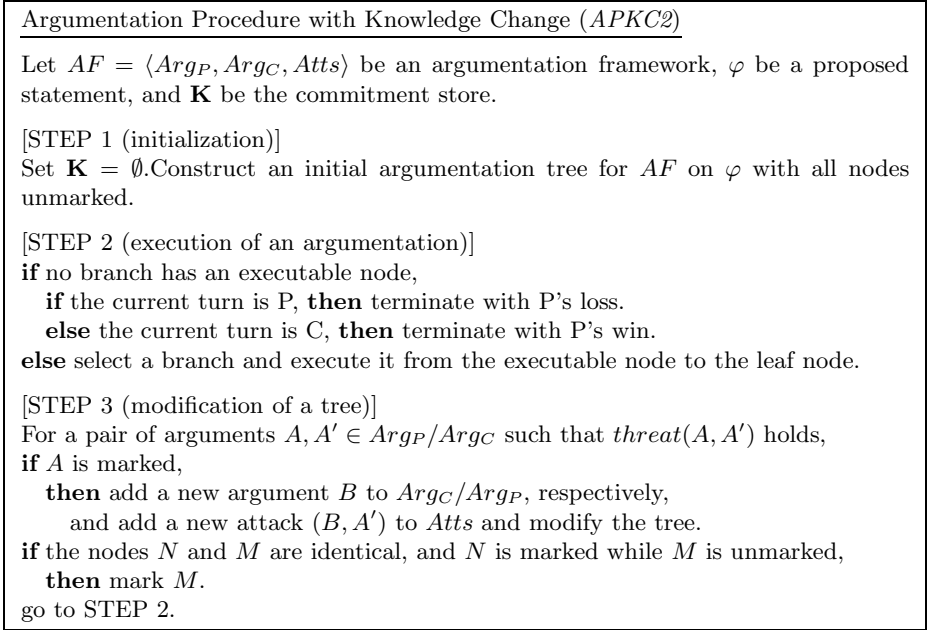 Argumentation Procedure with Knowledge Change (APKC2)
Let AF = ⟨Arg_P, Arg_C, Atts⟩ be an argumentation framework, φ be a proposed
statement, and K be the commitment store.
[STEP 1 (initialization)]
Set K = ∅.Construct an initial argumentation tree for AF on φ with all nodes
unmarked.
[STEP 2 (execution of an argumentation)]
if no branch has an executable node,
if the current turn is P, then terminate with P's loss.
else the current turn is C, then terminate with P's win.
else select a branch and execute it from the executable node to the leaf node.
[STEP 3 (modification of a tree)]
For a pair of arguments A, A′ ∈ Arg_P/Arg_C such that threat(A, A′) holds,
if A is marked,
then add a new argument B to Arg_C/Arg_P, respectively,
and add a new attack (B, A′) to Atts and modify the tree.
if the nodes N and M are identical, and N is marked while M is unmarked,
then mark M.
go to STEP 2.